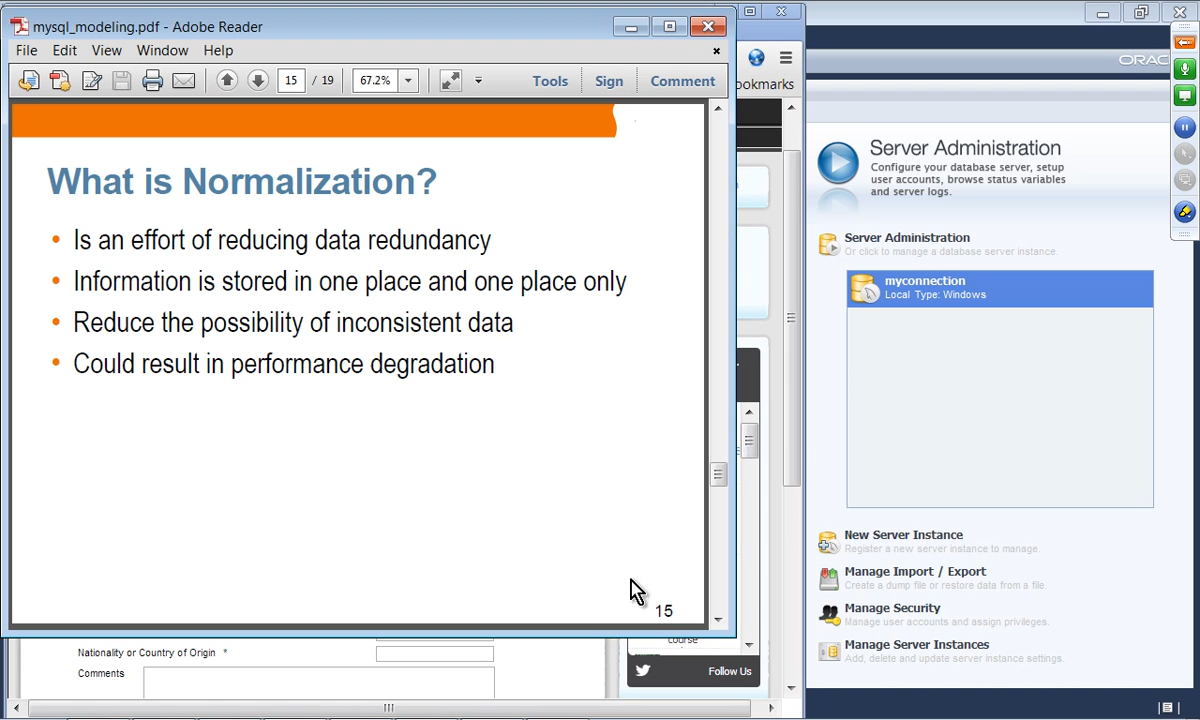 mysql_modeling.pdf - Adobe Reader
File Edit View Window Help
15 / 19 67.2% Tools Sign Comment
What is Normalization?
• Is an effort of reducing data redundancy
• Information is stored in one place and one place only
• Reduce the possibility of inconsistent data
• Could result in performance degradation
15
Nationality or Country of Origin *
Comments
ookmarks
course
Follow Us
ORAC
Server Administration
Configure your database server, setup
user accounts, browse status variables
and server logs.
Server Administration
Or click to manage a database server instance.
myconnection
Local Type: Windows
New Server Instance
Register a new server instance to manage.
Manage Import / Export
Create a dump file or restore data from a file.
Manage Security
Manage user accounts and assign privileges.
Manage Server Instances
Add, delete and update server instance settings.